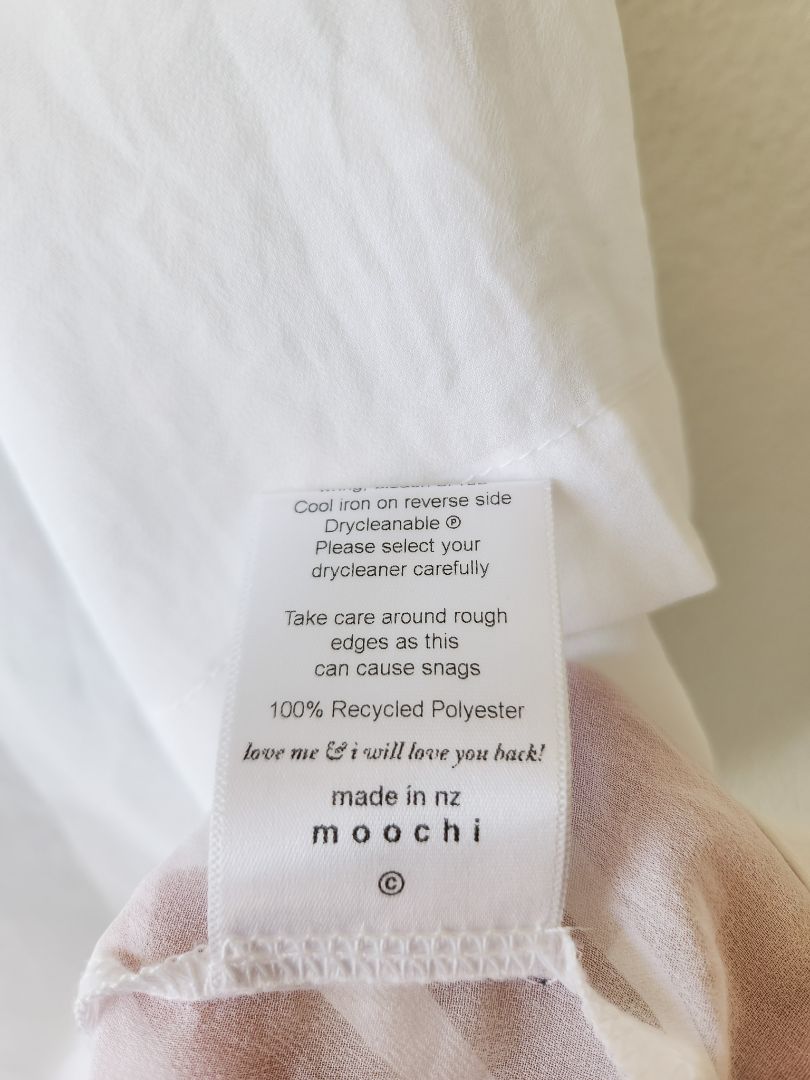 Cool iron on reverse side
Drycleanable Ⓟ
Please select your
drycleaner carefully
Take care around rough
edges as this
can cause snags
100% Recycled Polyester
love me & i will love you back!
made in nz
moochi
©